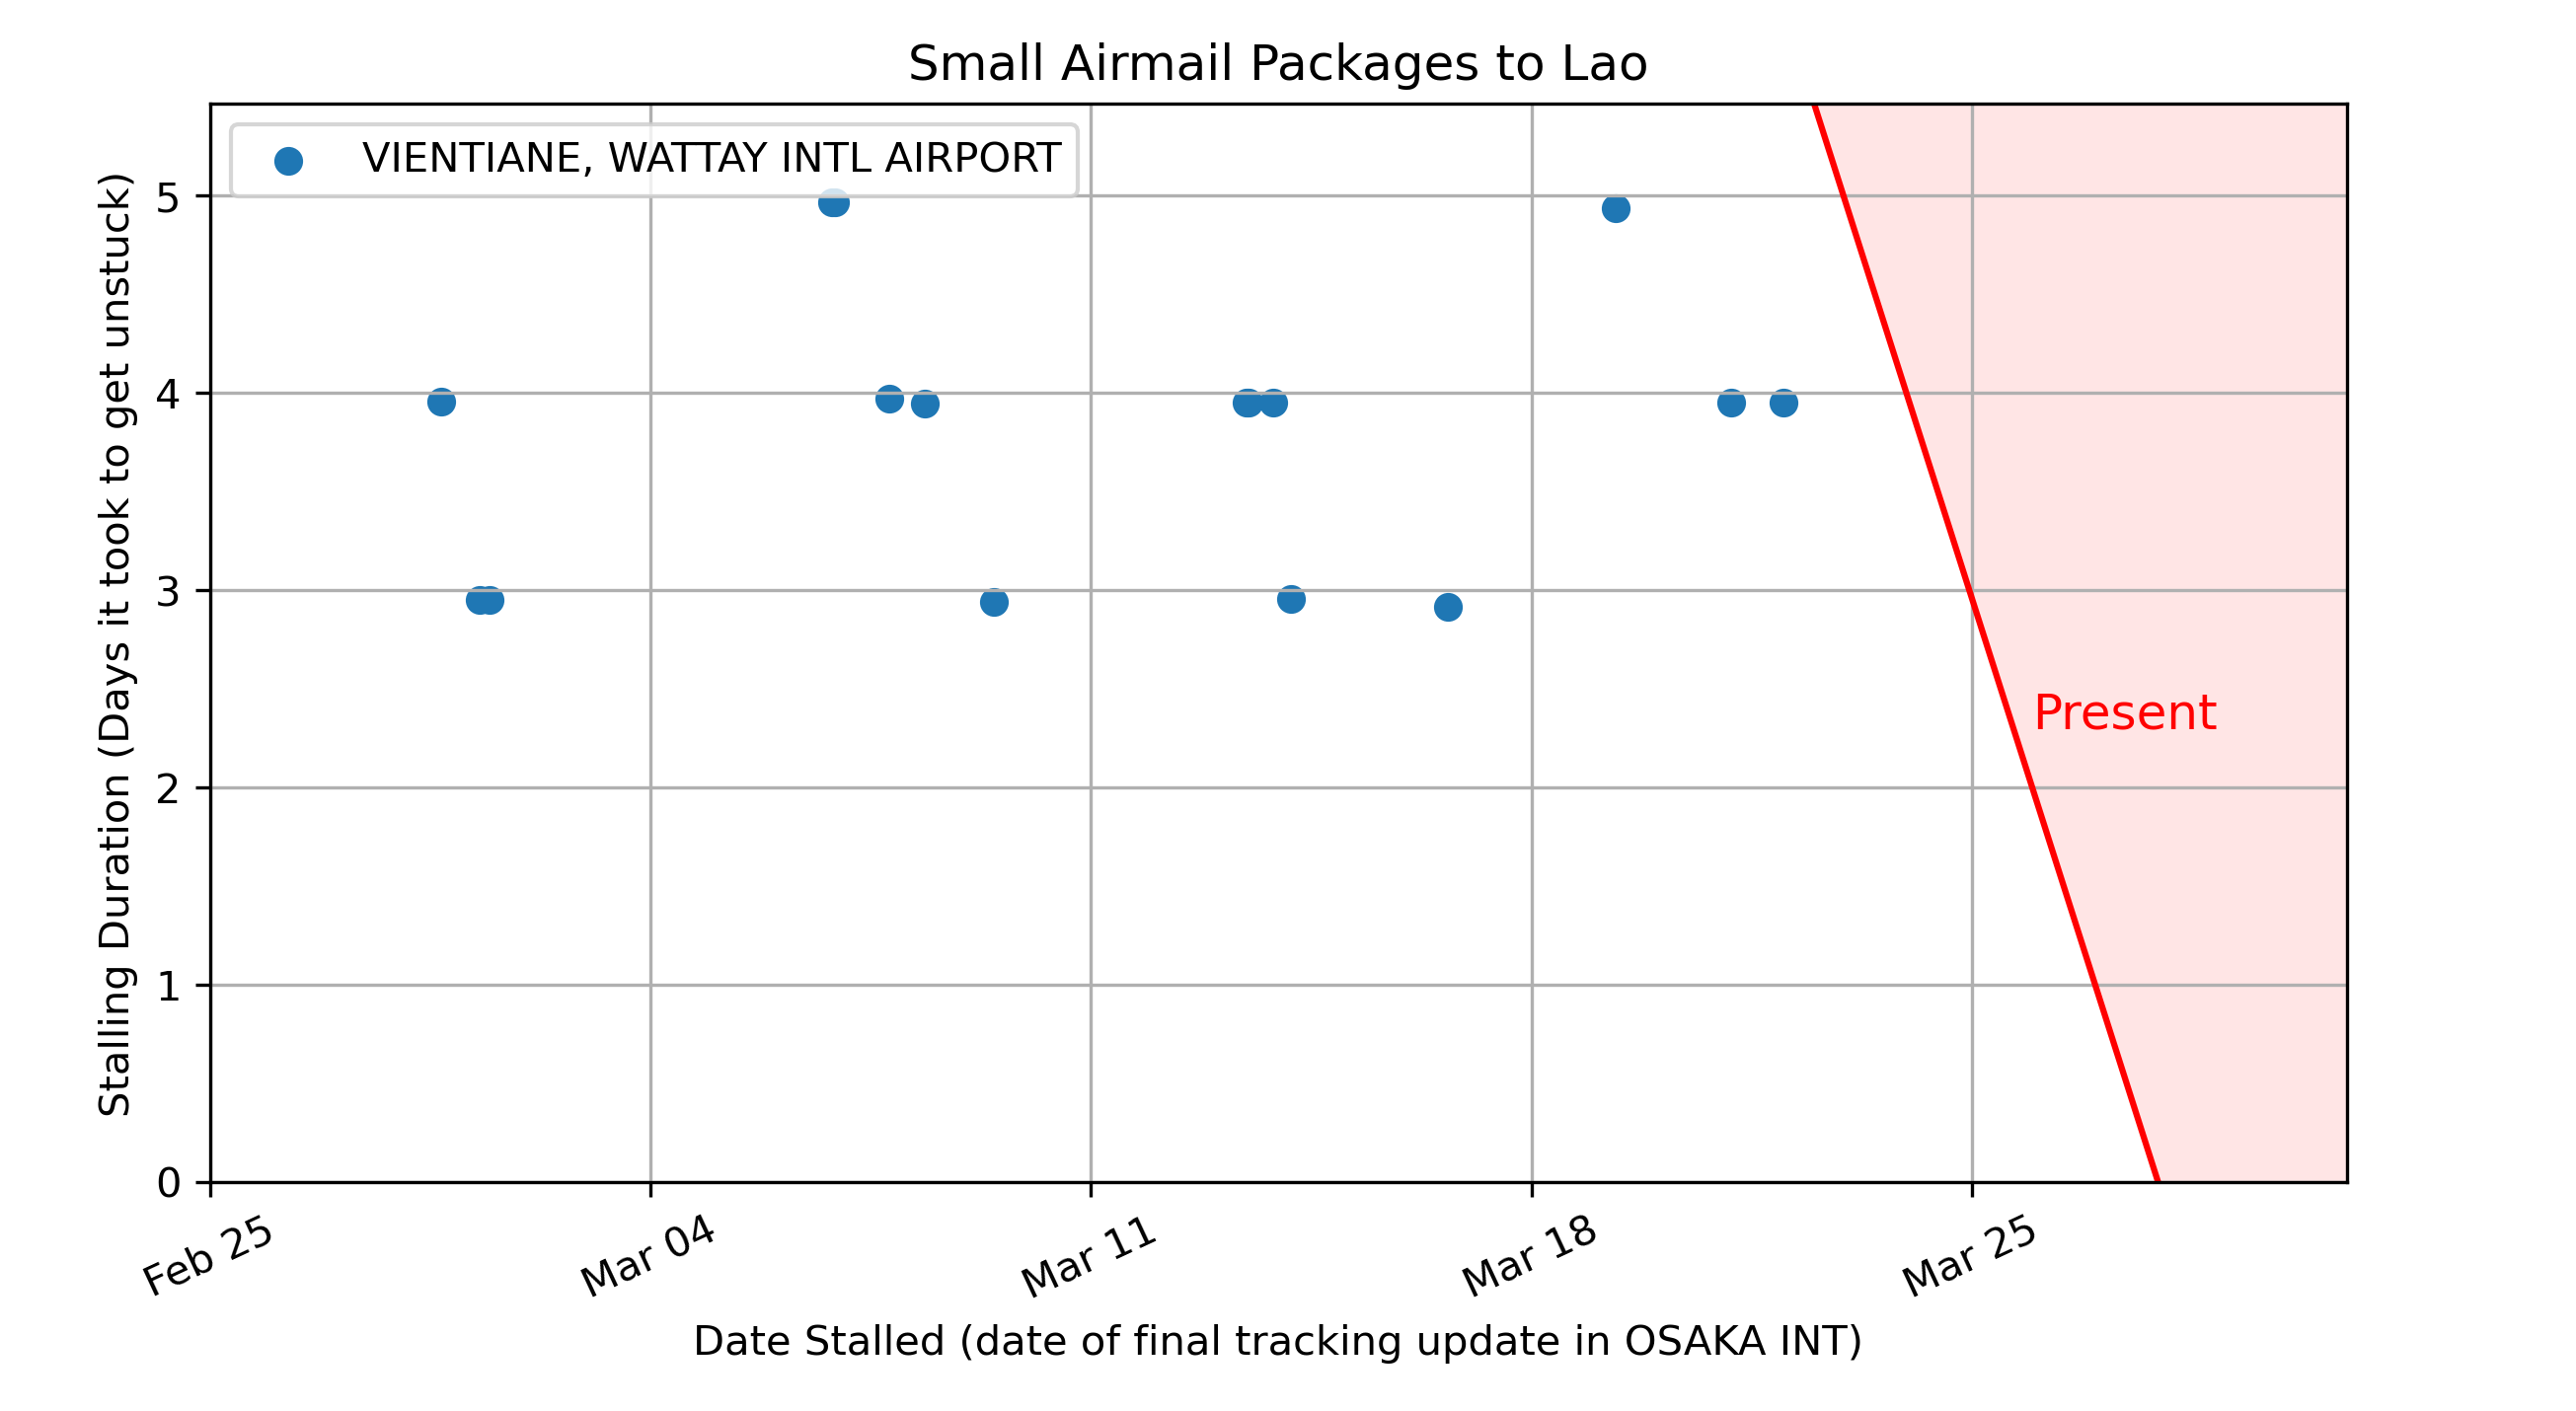 Small Airmail Packages to Lao
VIENTIANE, WATTAY INTL AIRPORT
Stalling Duration (Days it took to get unstuck)
5
4
3
2
1
0
Present
Feb 25
Mar 04
Mar 11
Mar 18
Mar 25
Date Stalled (date of final tracking update in OSAKA INT)